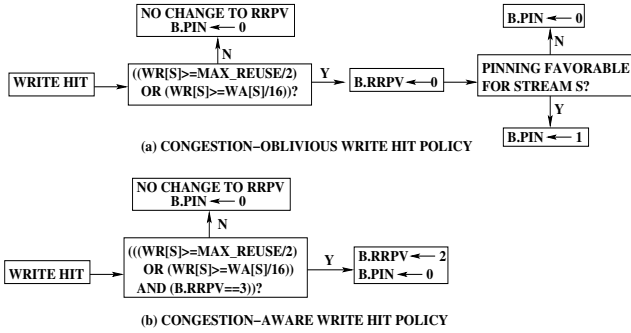 NO CHANGE TO RRPV
B.PIN ← 0
N
WRITE HIT
((WR[S]>=MAX_REUSE/2)
OR (WR[S]>=WA[S]/16))?
Y
B.RRPV ← 0
B.PIN ← 0
N
PINNING FAVORABLE
FOR STREAM S?
Y
B.PIN ← 1
(a) CONGESTION-OBLIVIOUS WRITE HIT POLICY
NO CHANGE TO RRPV
B.PIN ← 0
N
WRITE HIT
(((WR[S]>=MAX_REUSE/2)
OR (WR[S]>=WA[S]/16))
AND (B.RRPV==3))?
Y
B.RRPV ← 2
B.PIN ← 0
(b) CONGESTION-AWARE WRITE HIT POLICY